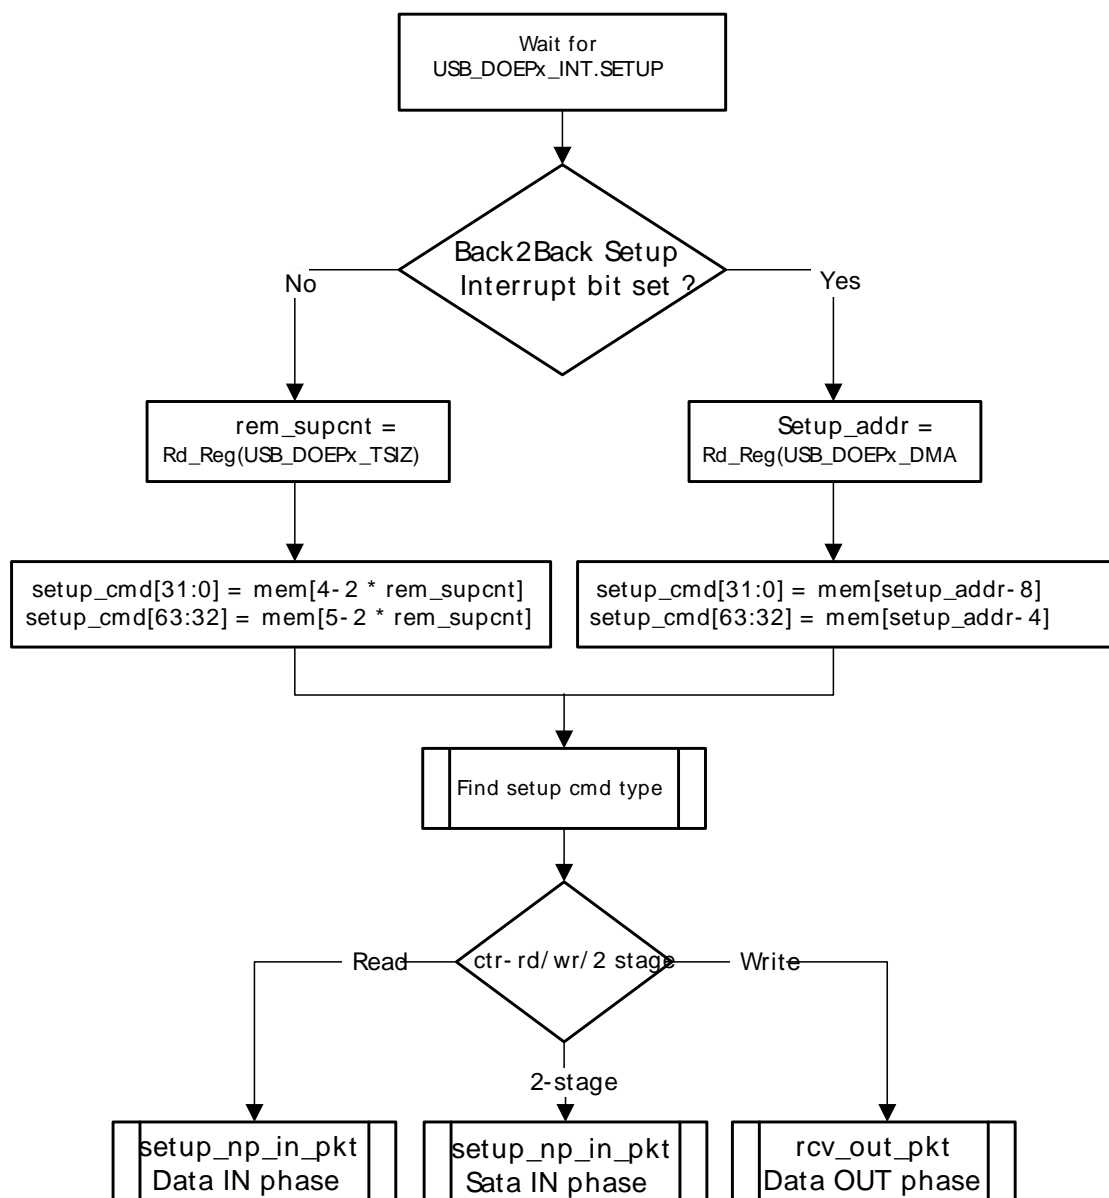 Wait for
USB_DOEPx_INT.SETUP
Back2Back Setup
Interrupt bit set ?
No
Yes
rem_supcnt =
Rd_Reg(USB_DOEPx_TSIZ)
Setup_addr =
Rd_Reg(USB_DOEPx_DMA
setup_cmd[31:0] = mem[4-2 * rem_supcnt]
setup_cmd[63:32] = mem[5-2 * rem_supcnt]
setup_cmd[31:0] = mem[setup_addr-8]
setup_cmd[63:32] = mem[setup_addr-4]
Find setup cmd type
ctr-rd/wr/2 stage
Read
Write
2-stage
setup_np_in_pkt
Data IN phase
setup_np_in_pkt
Sata IN phase
rcv_out_pkt
Data OUT phase